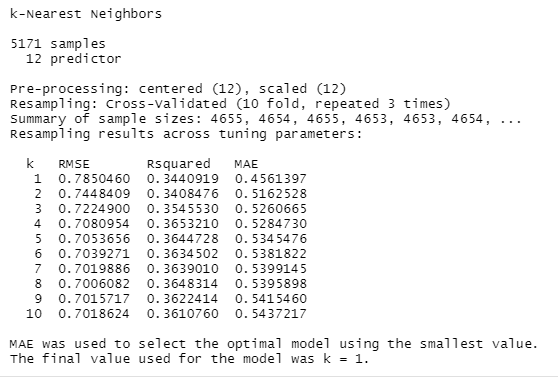 k-Nearest Neighbors
5171 samples
12 predictor
Pre-processing: centered (12), scaled (12)
Resampling: Cross-Validated (10 fold, repeated 3 times)
Summary of sample sizes: 4655, 4654, 4655, 4653, 4653, 4654, ...
Resampling results across tuning parameters:
k RMSE Rsquared MAE
1 0.7850460 0.3440919 0.4561397
2 0.7448409 0.3408476 0.5162528
3 0.7224900 0.3545530 0.5260665
4 0.7080954 0.3653210 0.5284730
5 0.7053656 0.3644728 0.5345476
6 0.7039271 0.3634502 0.5381822
7 0.7019886 0.3639010 0.5399145
8 0.7006082 0.3648314 0.5395898
9 0.7015717 0.3622414 0.5415460
10 0.7018624 0.3610760 0.5437217
MAE was used to select the optimal model using the smallest value.
The final value used for the model was k = 1.